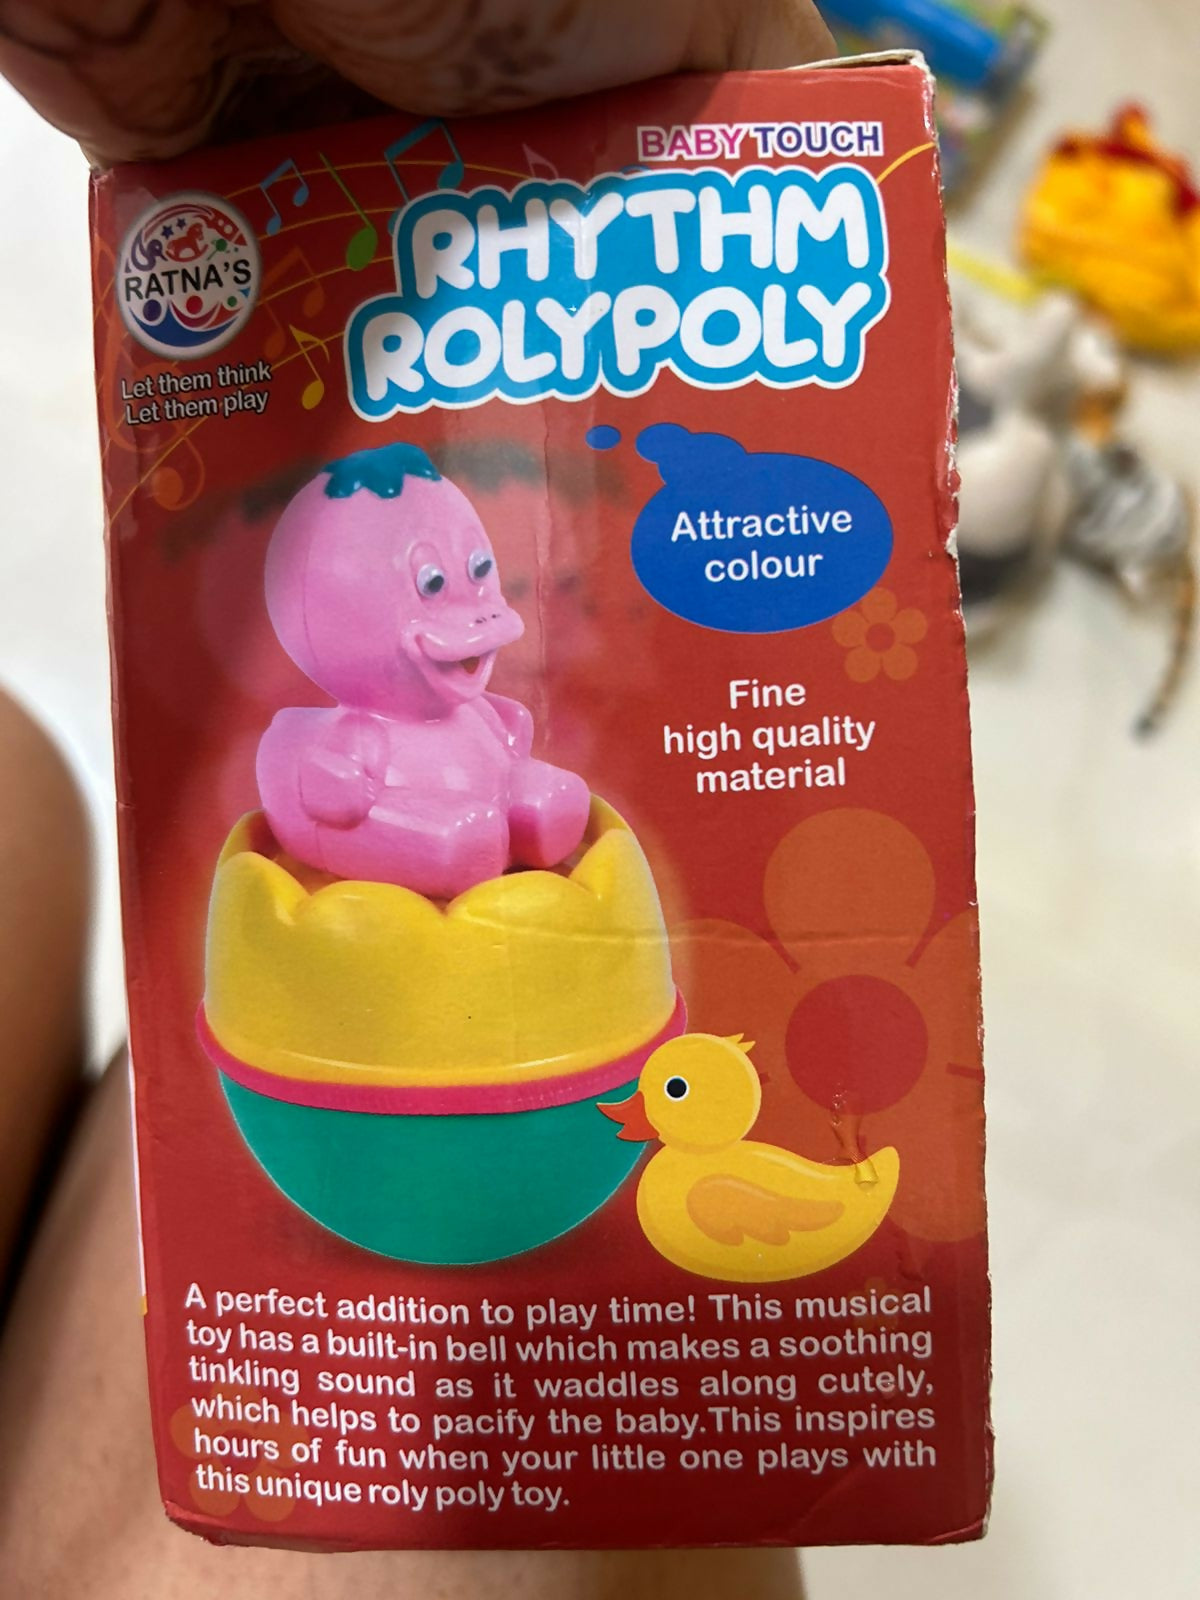 BABY TOUCH
RHYTHM
ROLYPOLY
RATNA'S
Let them think
Let them play
Attractive
colour
Fine
high quality
material
A perfect addition to play time! This musical
toy has a built-in bell which makes a soothing
tinkling sound as it waddles along cutely,
which helps to pacify the baby.This inspires
hours of fun when your little one plays with
this unique roly poly toy.